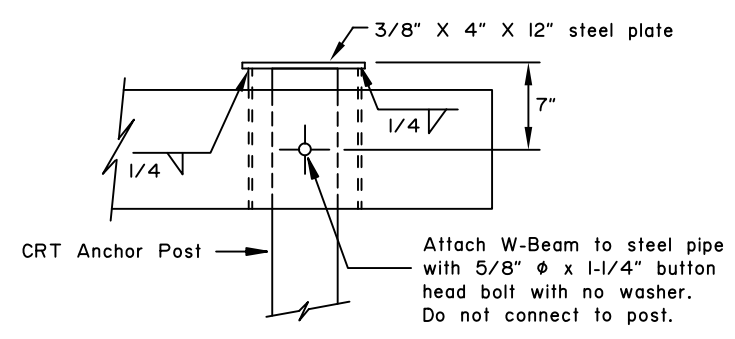 3/8" X 4" X 12" steel plate
7"
1/4
1/4
CRT Anchor Post
Attach W-Beam to steel pipe
with 5/8" ϕ x 1-1/4" button
head bolt with no washer.
Do not connect to post.